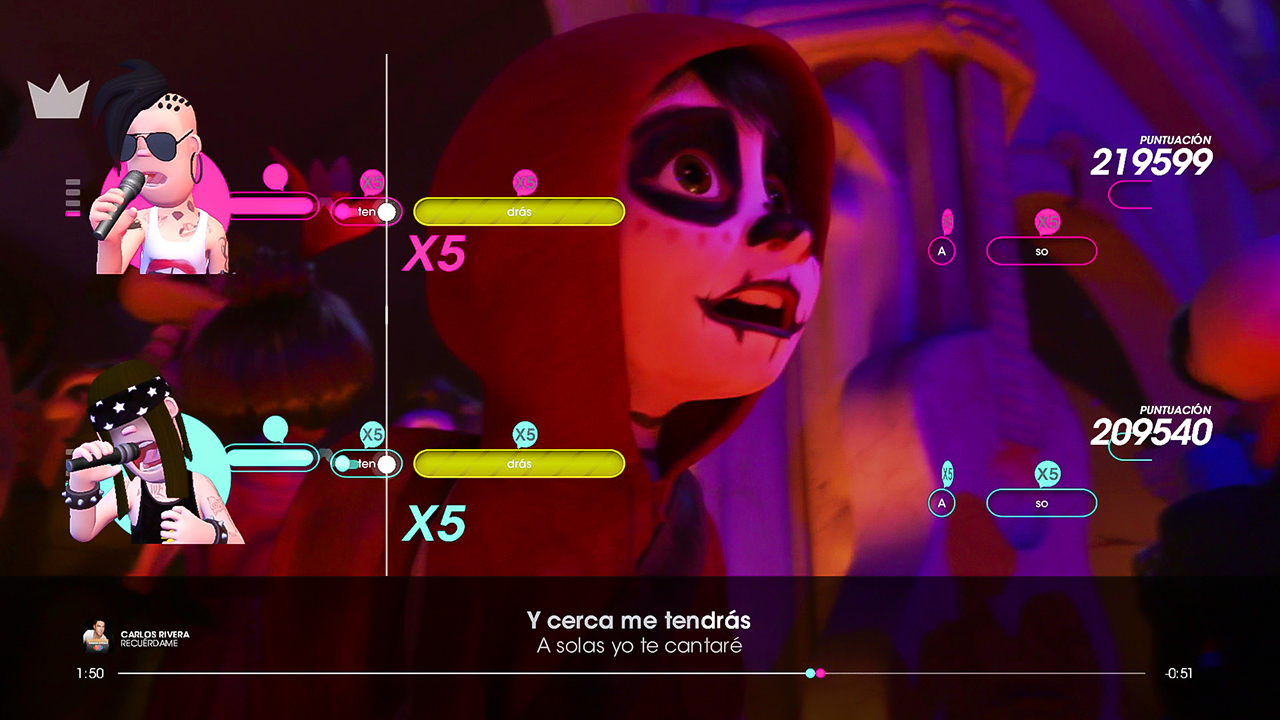 PUNTUACIÓN
219599
X5
X5
ten
drás
X5
X5
A
so
X5
PUNTUACIÓN
209540
X5
X5
ten
drás
X5
X5
A
so
X5
Y cerca me tendrás
A solas yo te cantaré
CARLOS RIVERA
RECUÉRDAME
1:50
-0:51